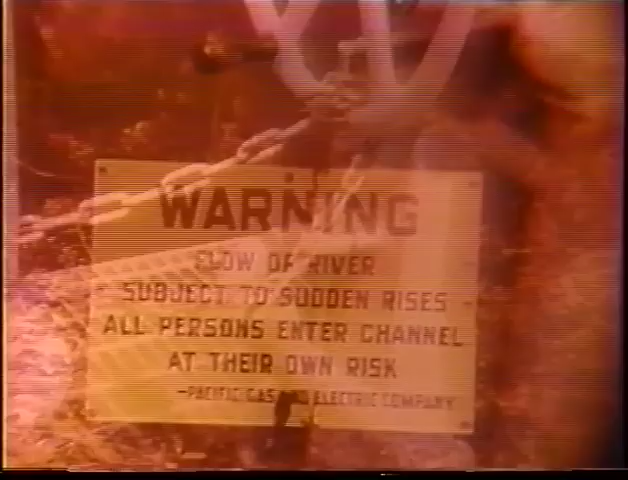 WARNING
FLOW OF RIVER
SUBJECT TO SUDDEN RISES
ALL PERSONS ENTER CHANNEL
AT THEIR OWN RISK
-PACIFIC GAS AND ELECTRIC COMPANY